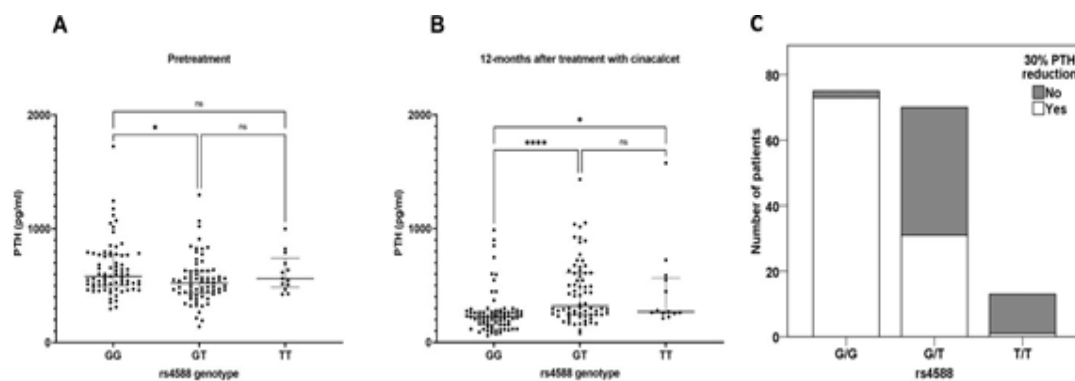 A
Pretreatment
ns
*
ns
2000
1000
0
PTH (pg/ml)
GG
GT
TT
rs4588 genotype
B
12-months after treatment with cinacalcet
*
****
ns
2000
1000
0
PTH (pg/ml)
GG
GT
TT
rs4588 genotype
C
30% PTH
reduction
No
Yes
80
60
40
20
0
Number of patients
G/G
G/T
T/T
rs4588